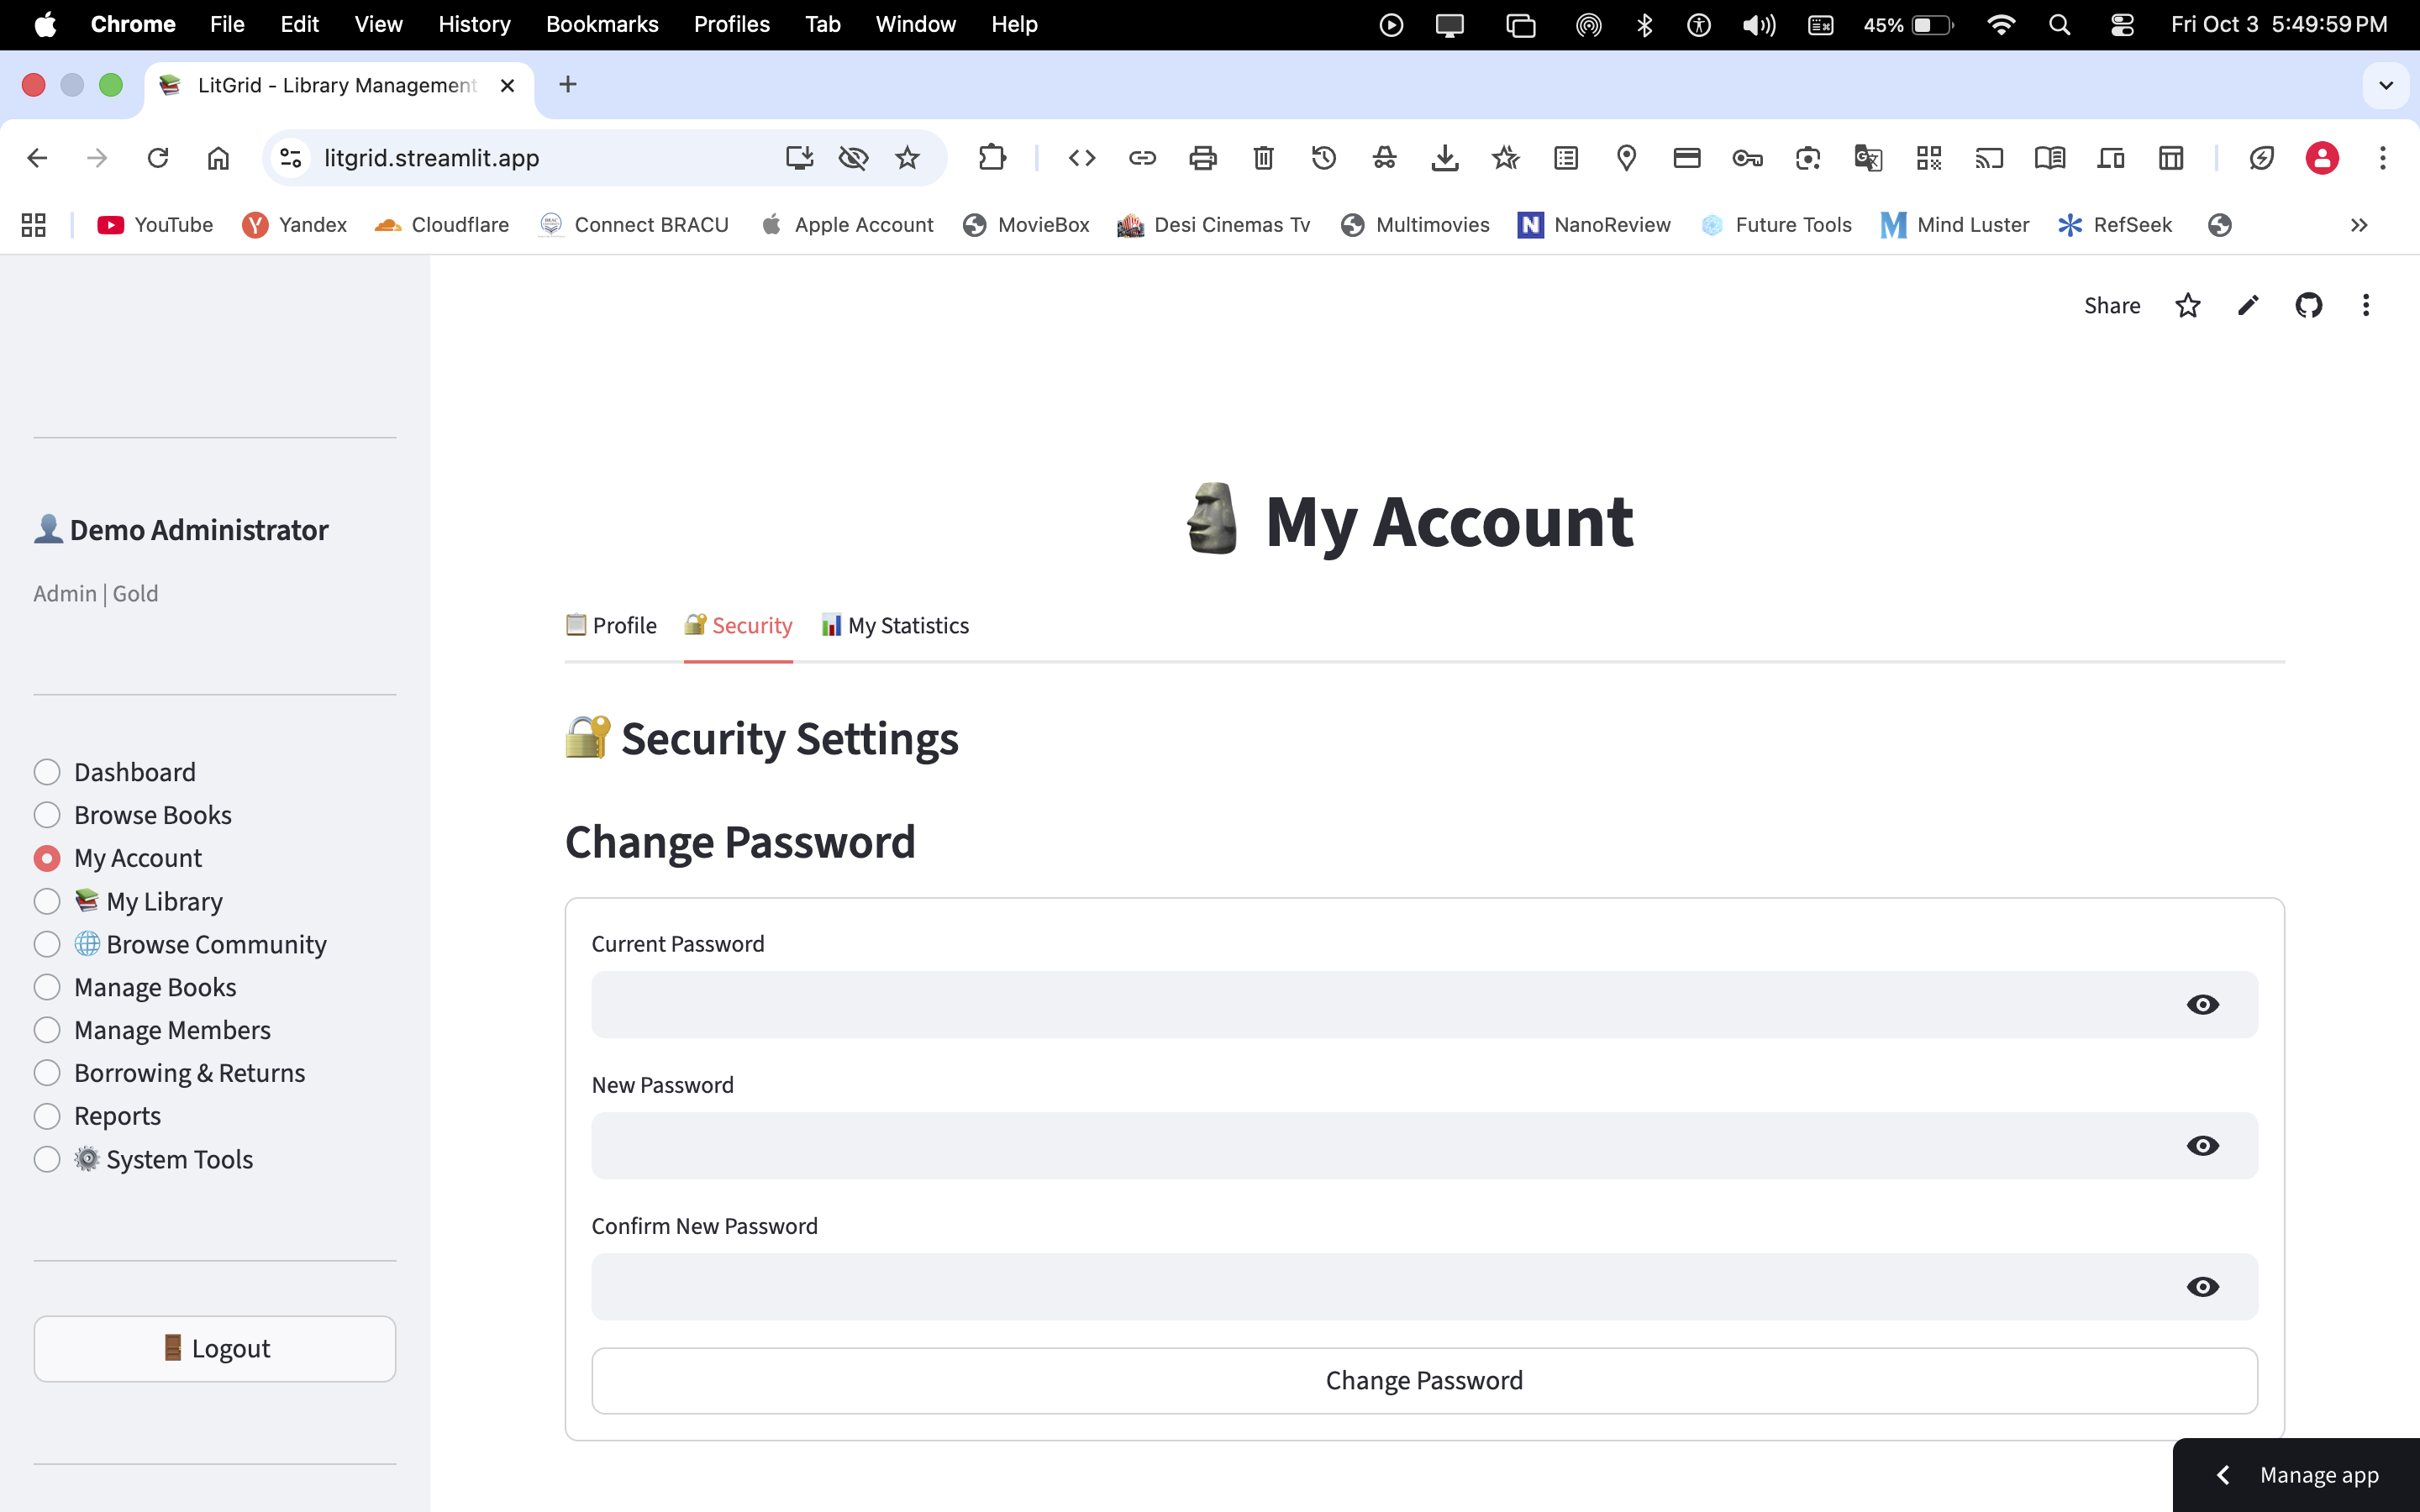 Chrome File Edit View History Bookmarks Profiles Tab Window Help 45% Fri Oct 3 5:49:59 PM
LitGrid - Library Management
litgrid.streamlit.app
YouTube Yandex Cloudflare Connect BRACU Apple Account MovieBox Desi Cinemas Tv Multimovies NanoReview Future Tools Mind Luster RefSeek
Share
Demo Administrator
Admin | Gold
Dashboard
Browse Books
My Account
My Library
Browse Community
Manage Books
Manage Members
Borrowing & Returns
Reports
System Tools
Logout
My Account
Profile Security My Statistics
Security Settings
Change Password
Current Password
New Password
Confirm New Password
Change Password
Manage app